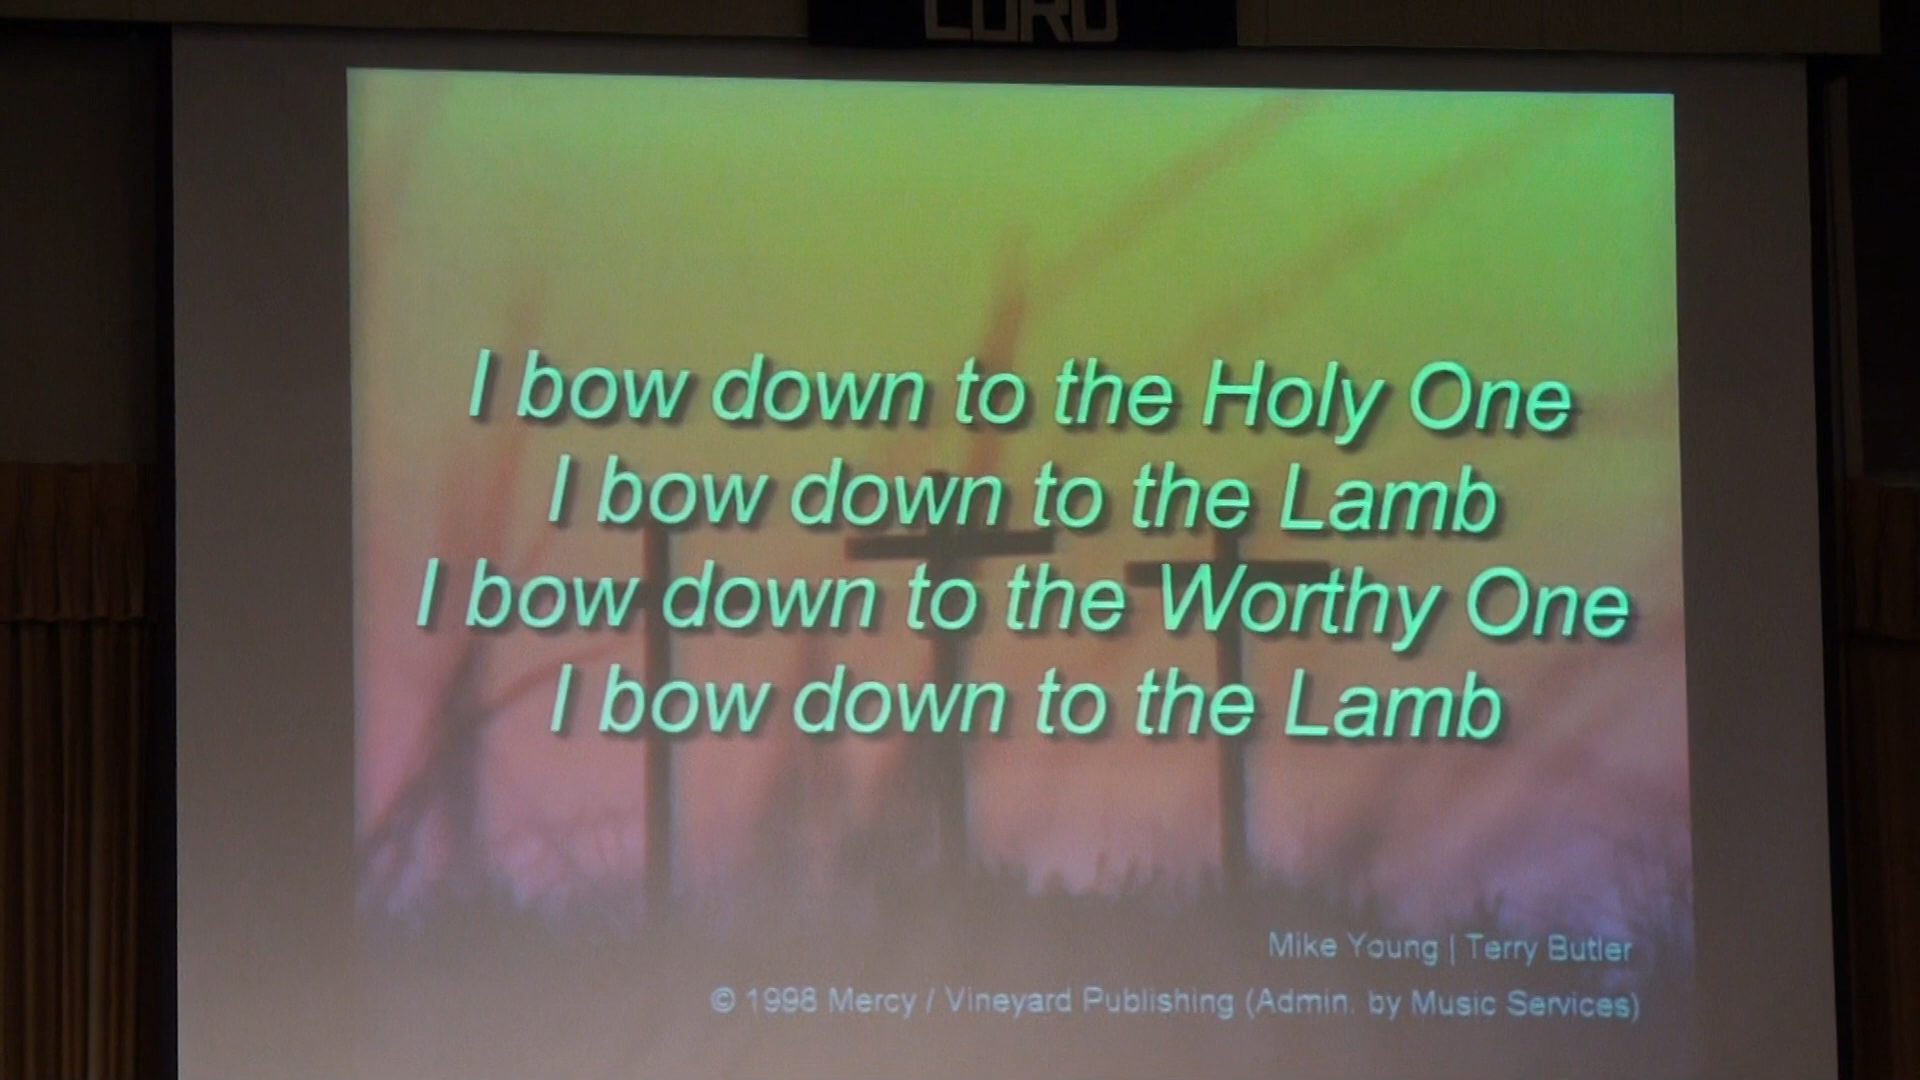 LORD
I bow down to the Holy One
I bow down to the Lamb
I bow down to the Worthy One
I bow down to the Lamb
Mike Young | Terry Butler
© 1998 Mercy / Vineyard Publishing (Admin. by Music Services)